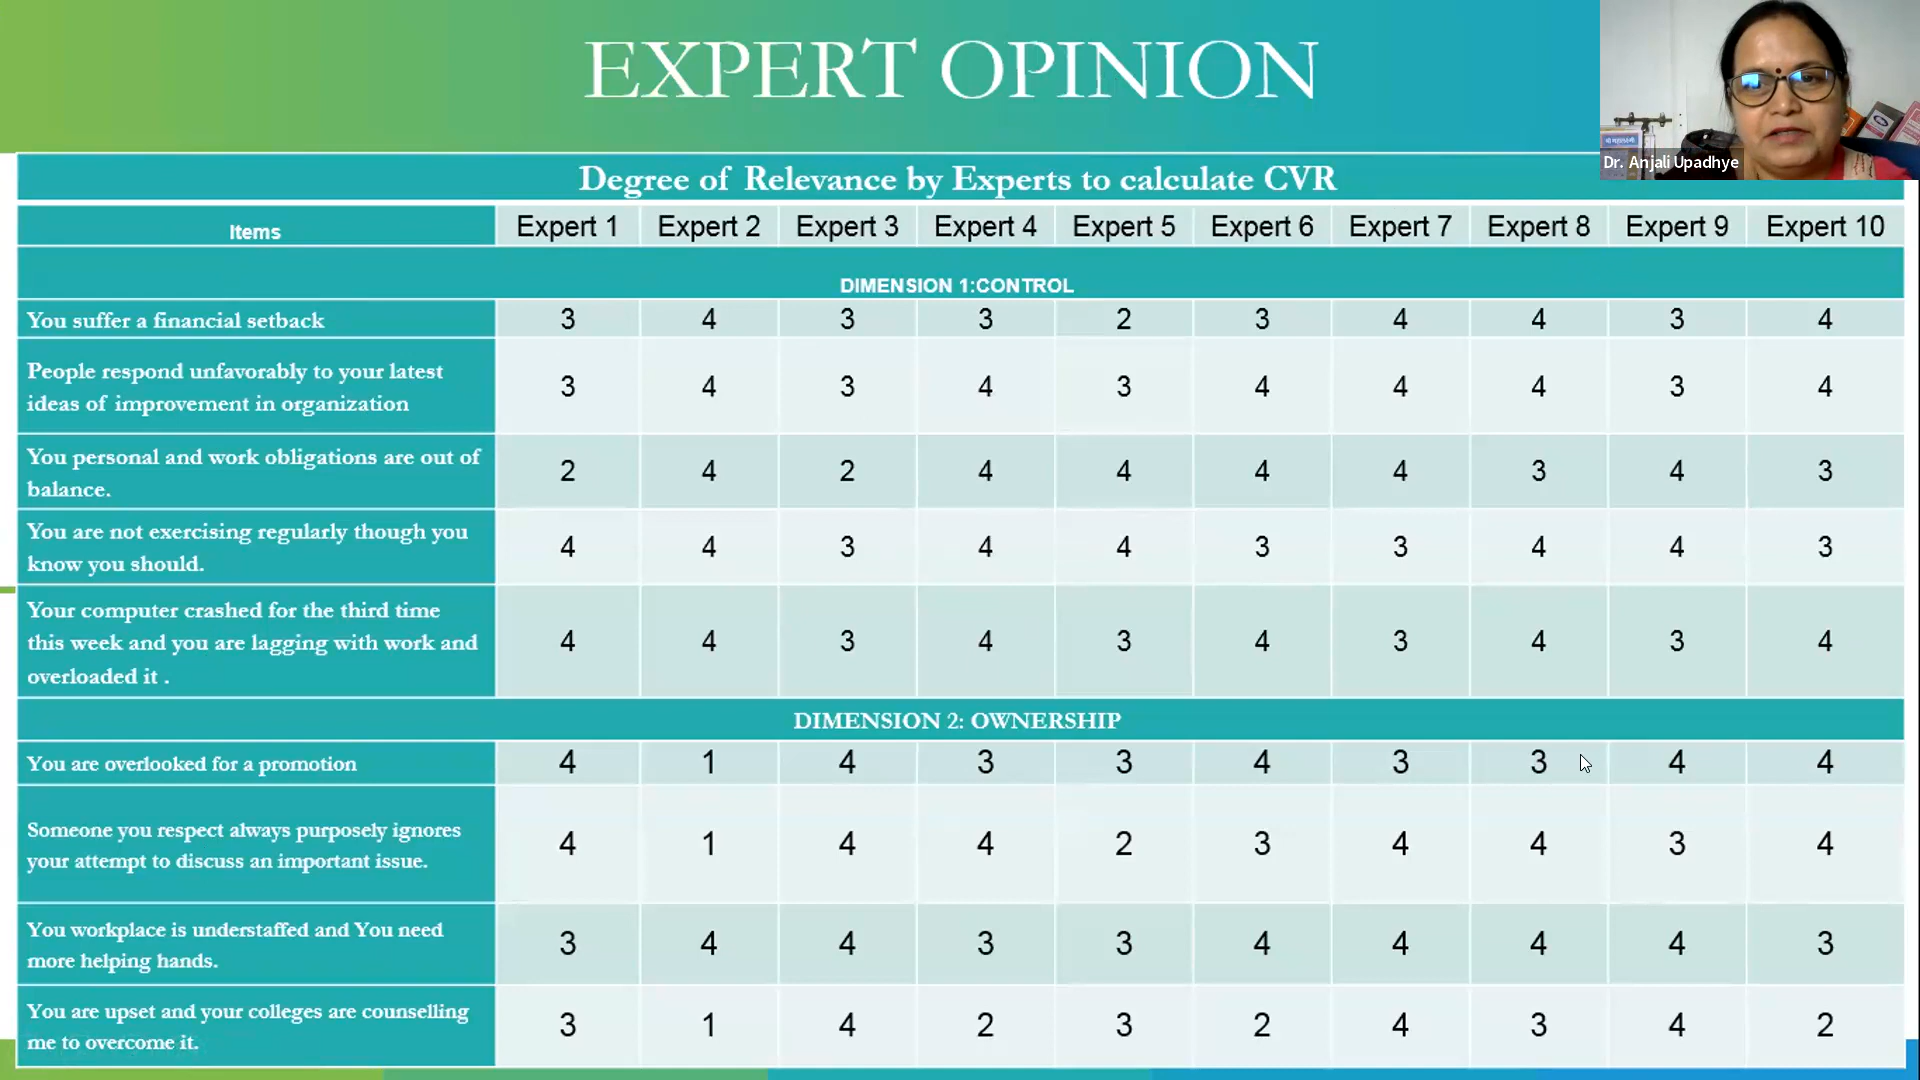 EXPERT OPINION
Dr. Anjali Upadhye
Degree of Relevance by Experts to calculate CVR
Items Expert 1 Expert 2 Expert 3 Expert 4 Expert 5 Expert 6 Expert 7 Expert 8 Expert 9 Expert 10
DIMENSION 1:CONTROL
You suffer a financial setback 3 4 3 3 2 3 4 4 3 4
People respond unfavorably to your latest
ideas of improvement in organization 3 4 3 4 3 4 4 4 3 4
You personal and work obligations are out of
balance. 2 4 2 4 4 4 4 3 4 3
You are not exercising regularly though you
know you should. 4 4 3 4 4 3 3 4 4 3
Your computer crashed for the third time
this week and you are lagging with work and
overloaded it . 4 4 3 4 3 4 3 4 3 4
DIMENSION 2: OWNERSHIP
You are overlooked for a promotion 4 1 4 3 3 4 3 3 4 4
Someone you respect always purposely ignores
your attempt to discuss an important issue. 4 1 4 4 2 3 4 4 3 4
You workplace is understaffed and You need
more helping hands. 3 4 4 3 3 4 4 4 4 3
You are upset and your colleges are counselling
me to overcome it. 3 1 4 2 3 2 4 3 4 2